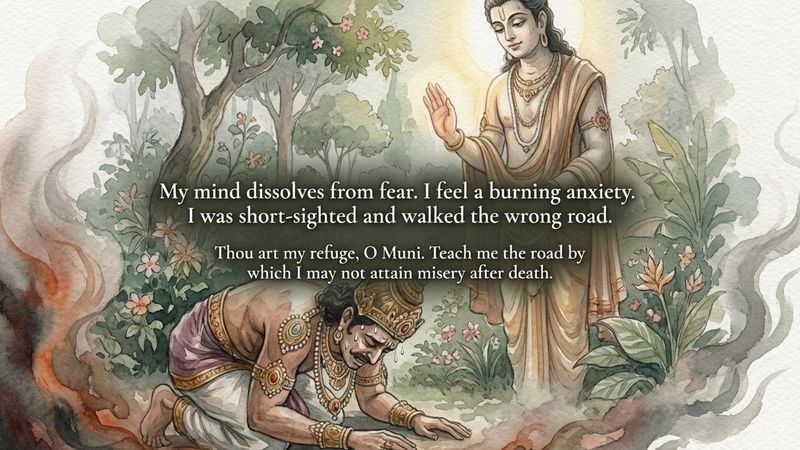 My mind dissolves from fear. I feel a burning anxiety.
I was short-sighted and walked the wrong road.
Thou art my refuge, O Muni. Teach me the road by
which I may not attain misery after death.